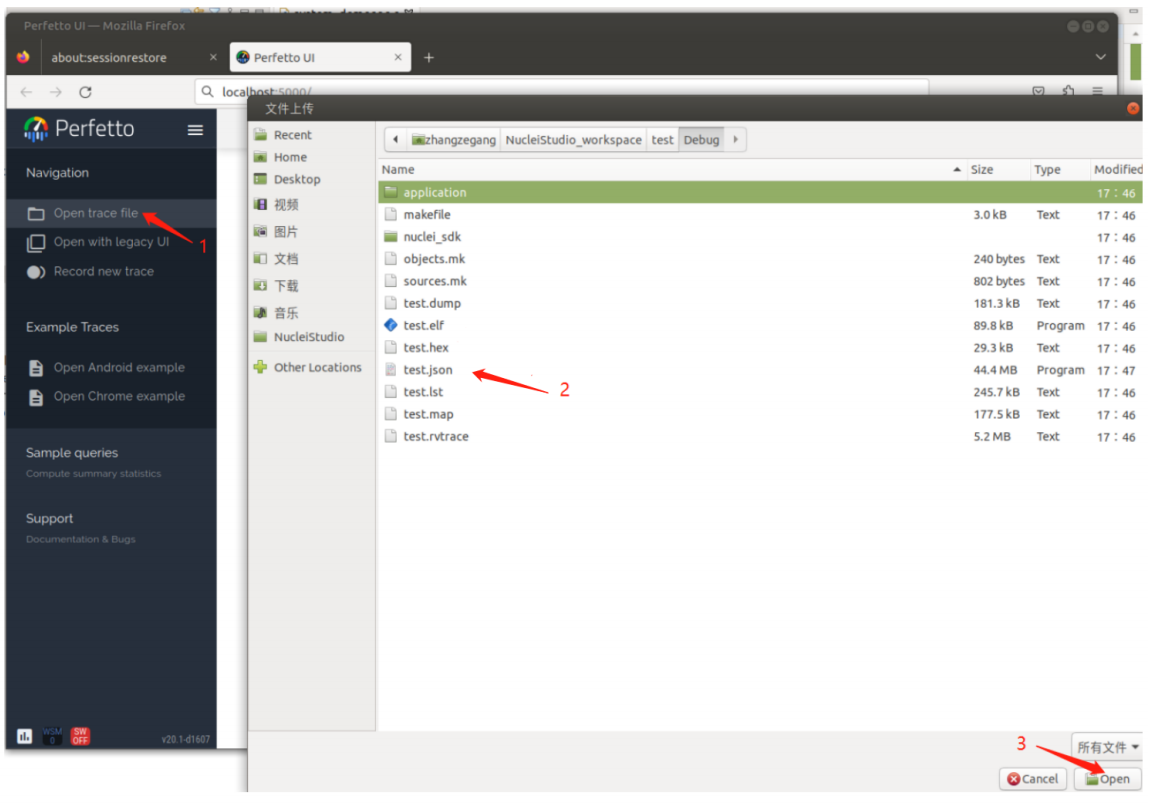 Perfetto UI — Mozilla Firefox
about:sessionrestore × Perfetto UI × +
localhost:5000/
文件上传
Perfetto
Navigation
Open trace file
1
Open with legacy UI
Record new trace
Example Traces
Open Android example
Open Chrome example
Sample queries
Compute summary statistics
Support
Documentation & Bugs
WSM 0
SW OFF
v20.1-d1607
Recent
Home
Desktop
视频
图片
文档
下载
音乐
NucleiStudio
Other Locations
zhangzegang NucleiStudio_workspace test Debug
Name Size Type Modified
application 17：46
makefile 3.0 kB Text 17：46
nuclei_sdk 17：46
objects.mk 240 bytes Text 17：46
sources.mk 802 bytes Text 17：46
test.dump 181.3 kB Text 17：46
test.elf 89.8 kB Program 17：46
test.hex 29.3 kB Text 17：46
test.json 44.4 MB Program 17：47
2
test.lst 245.7 kB Text 17：46
test.map 177.5 kB Text 17：46
test.rvtrace 5.2 MB Text 17：46
3
所有文件
Cancel Open